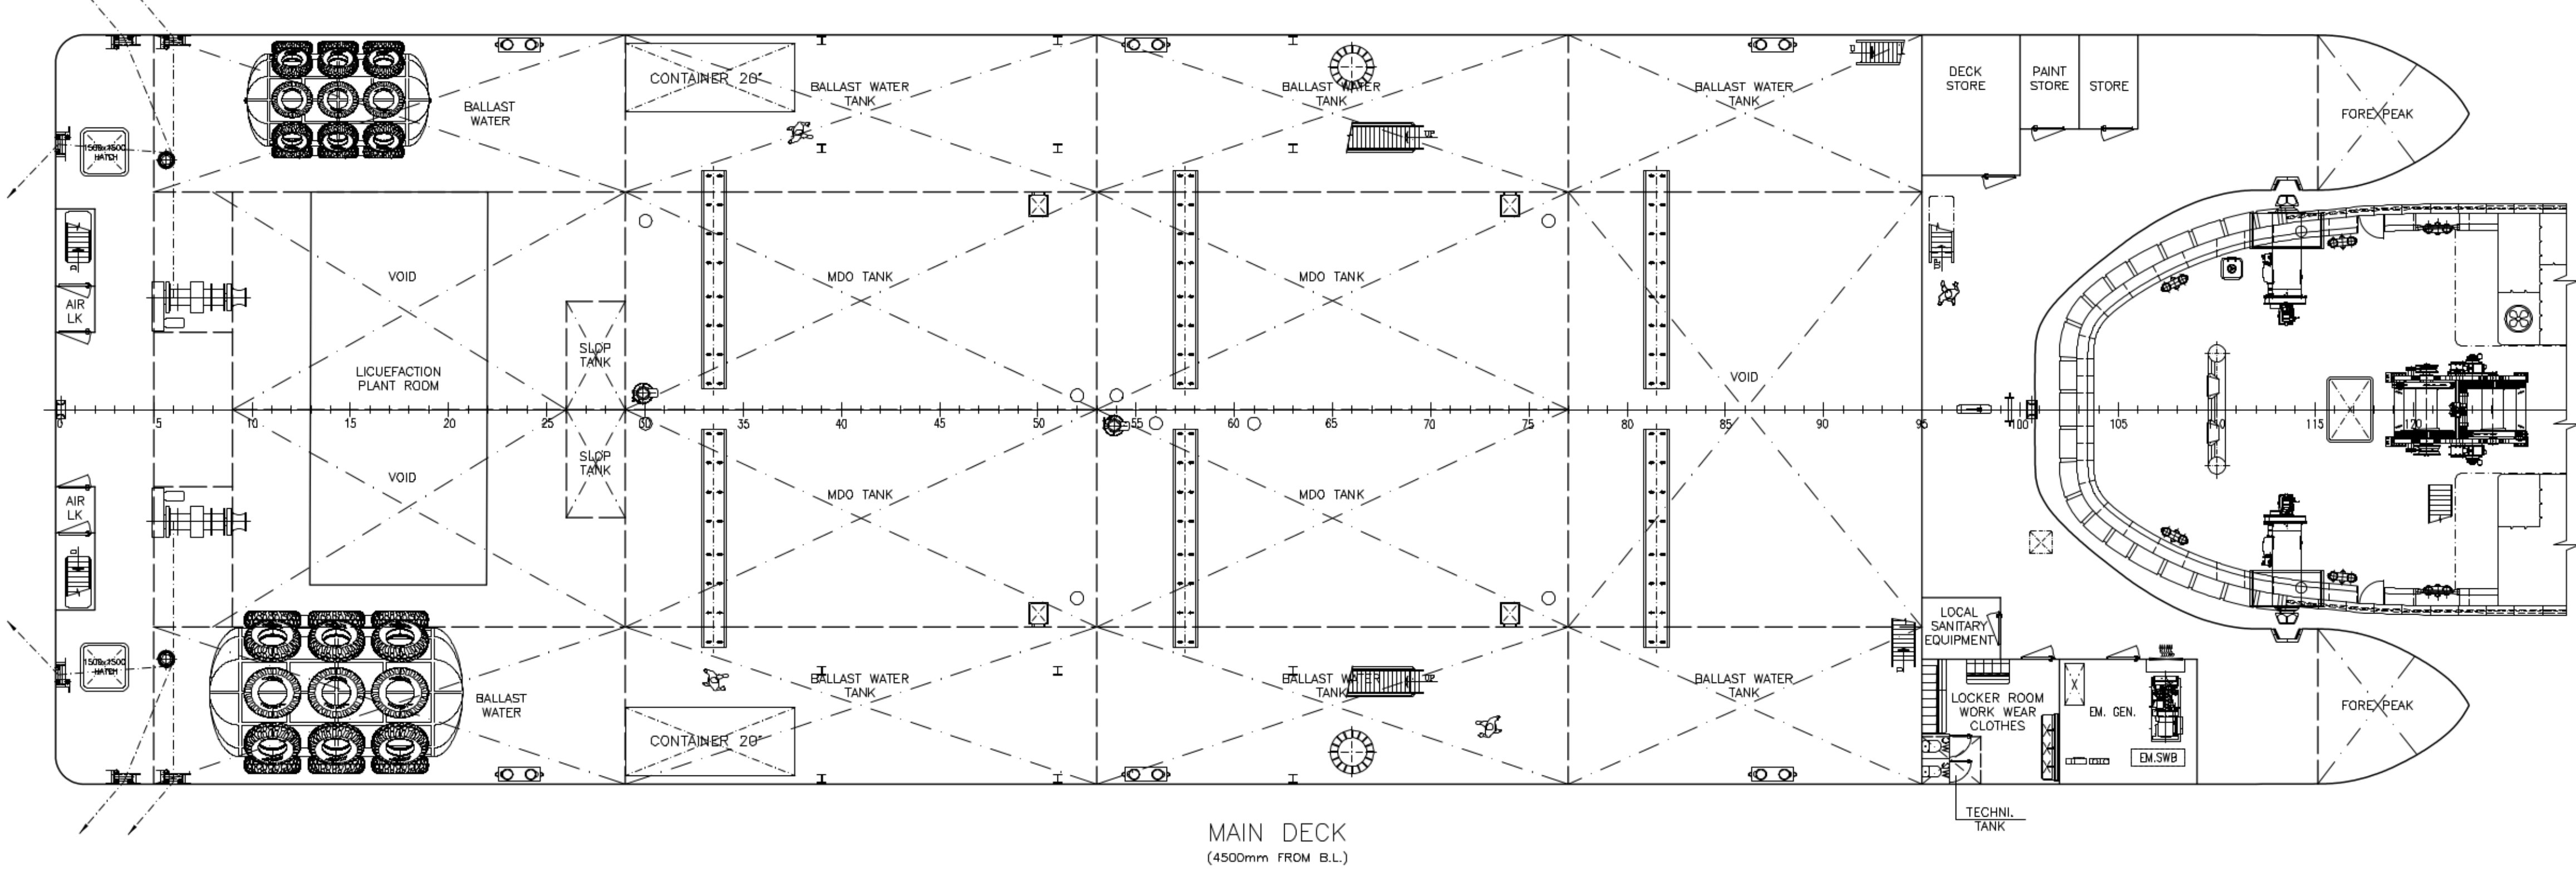 CONTAINER 20"
BALLAST WATER
TANK
BALLAST WATER
TANK
BALLAST WATER
TANK
DECK
STORE
PAINT
STORE
STORE
BALLAST
WATER
FOREXPEAK
1500x1500
HATCH
UP
D
VOID
MDO TANK
MDO TANK
UP
AIR
LK
SLOP
TANK
LICUEFACTION
PLANT ROOM
VOID
0
5
10
15
20
25
30
35
40
45
50
55
60
65
70
75
80
85
90
95
100
105
110
115
120
SLOP
TANK
VOID
MDO TANK
MDO TANK
AIR
LK
D
LOCAL
SANITARY
EQUIPMENT
1500x1500
HATCH
BALLAST WATER
TANK
BALLAST WATER
TANK
UP
BALLAST WATER
TANK
D
BALLAST
WATER
LOCKER ROOM
WORK WEAR
CLOTHES
X
EM. GEN.
FOREXPEAK
CONTAINER 20"
EM.SWB
TECHNI.
TANK
MAIN DECK
(4500mm FROM B.L.)